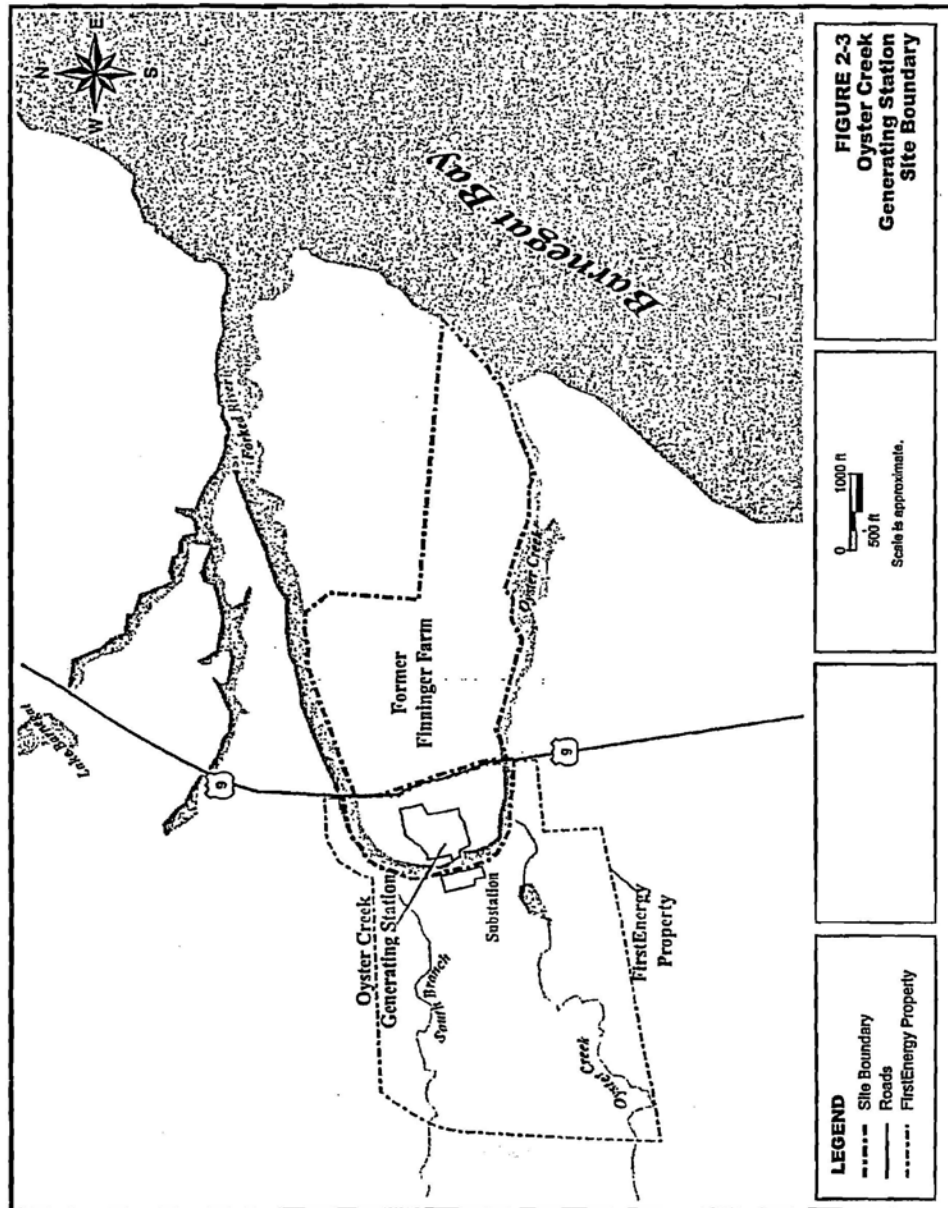 N
E
W
S
Lake Barnegat
9
Forked River
Barnegat Bay
Former
Finninger Farm
Oyster Creek
Generating Station
South Branch
Substation
Oyster Creek
9
FirstEnergy
Property
Oyster Creek
LEGEND
Site Boundary
Roads
FirstEnergy Property
0 1000 ft
500 ft
Scale is approximate.
FIGURE 2-3
Oyster Creek
Generating Station
Site Boundary